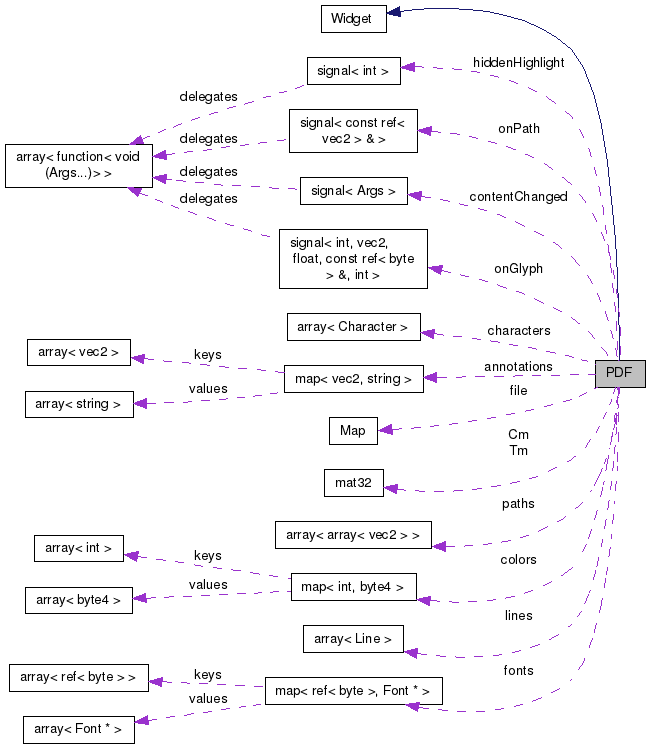 Widget
signal< int >
hiddenHighlight
delegates
signal< const ref<
vec2 > & >
onPath
delegates
array< function< void
(Args...)> >
signal< Args >
contentChanged
delegates
delegates
signal< int, vec2,
float, const ref< byte
> &, int >
onGlyph
array< Character >
characters
array< vec2 >
keys
map< vec2, string >
annotations
PDF
array< string >
values
file
Map
Cm
Tm
mat32
paths
array< array< vec2 > >
array< int >
keys
colors
map< int, byte4 >
array< byte4 >
values
lines
array< Line >
fonts
array< ref< byte > >
keys
map< ref< byte >, Font * >
values
array< Font * >